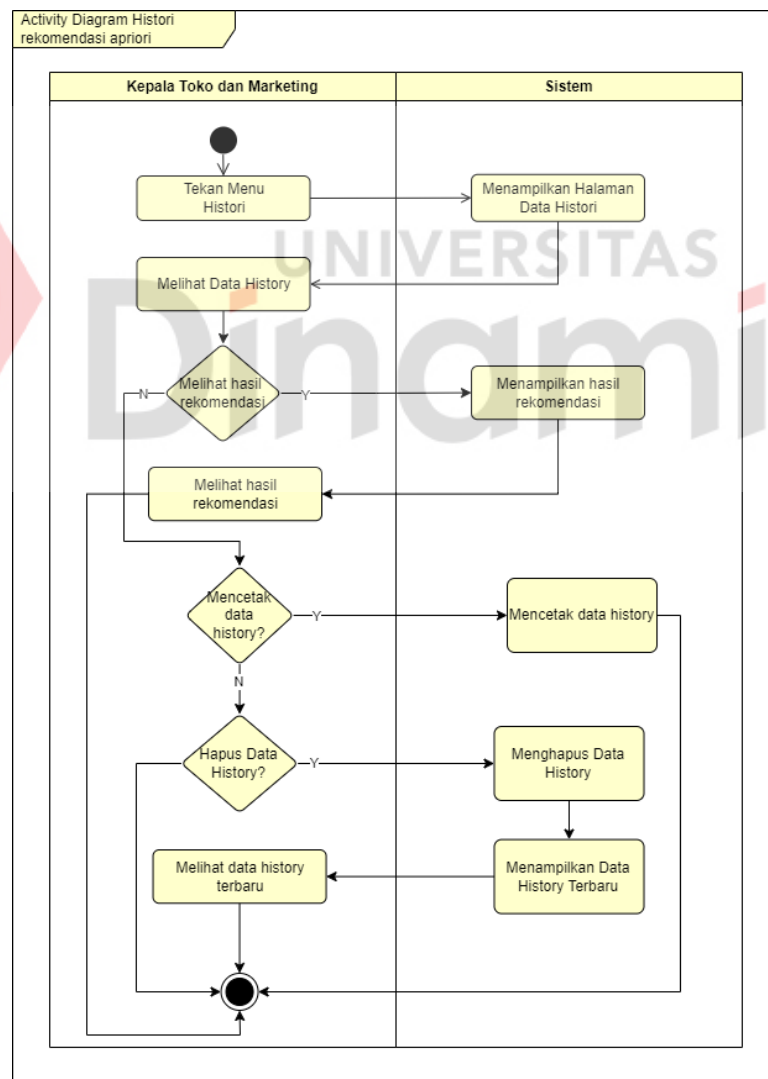 Activity Diagram Histori
rekomendasi apriori
Kepala Toko dan Marketing
Sistem
Tekan Menu
Histori
Menampilkan Halaman
Data Histori
UNIVERSITAS
Dinami
Melihat Data History
Melihat hasil
rekomendasi
N
Y
Menampilkan hasil
rekomendasi
Melihat hasil
rekomendasi
Mencetak
data
history?
Y
Mencetak data history
N
Hapus Data
History?
Y
Menghapus Data
History
Melihat data history
terbaru
Menampilkan Data
History Terbaru